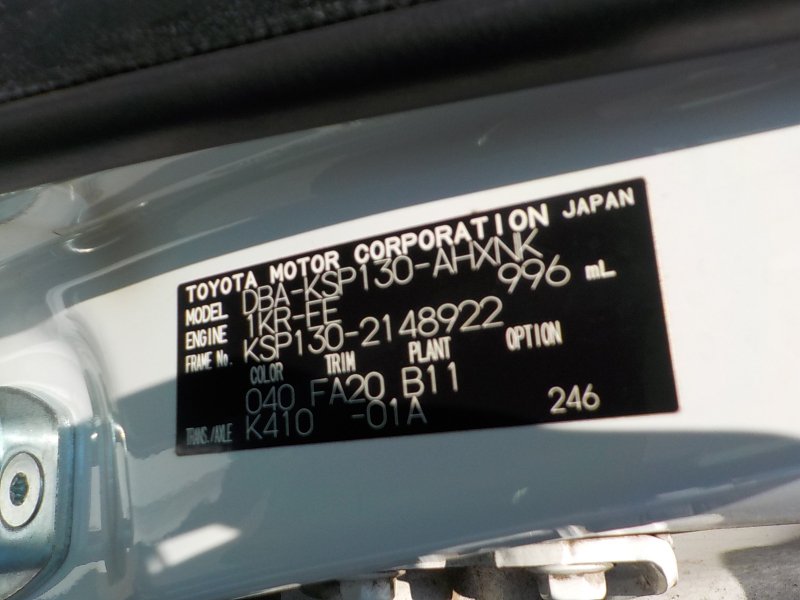 TOYOTA MOTOR CORPORATION JAPAN
MODEL DBA-KSP130-AHXNK
ENGINE 1KR-FE 996 mL
FRAME No. KSP130-2148922
COLOR TRIM PLANT OPTION
040 FA20 B11
TRANS./AXLE K410 -01A 246